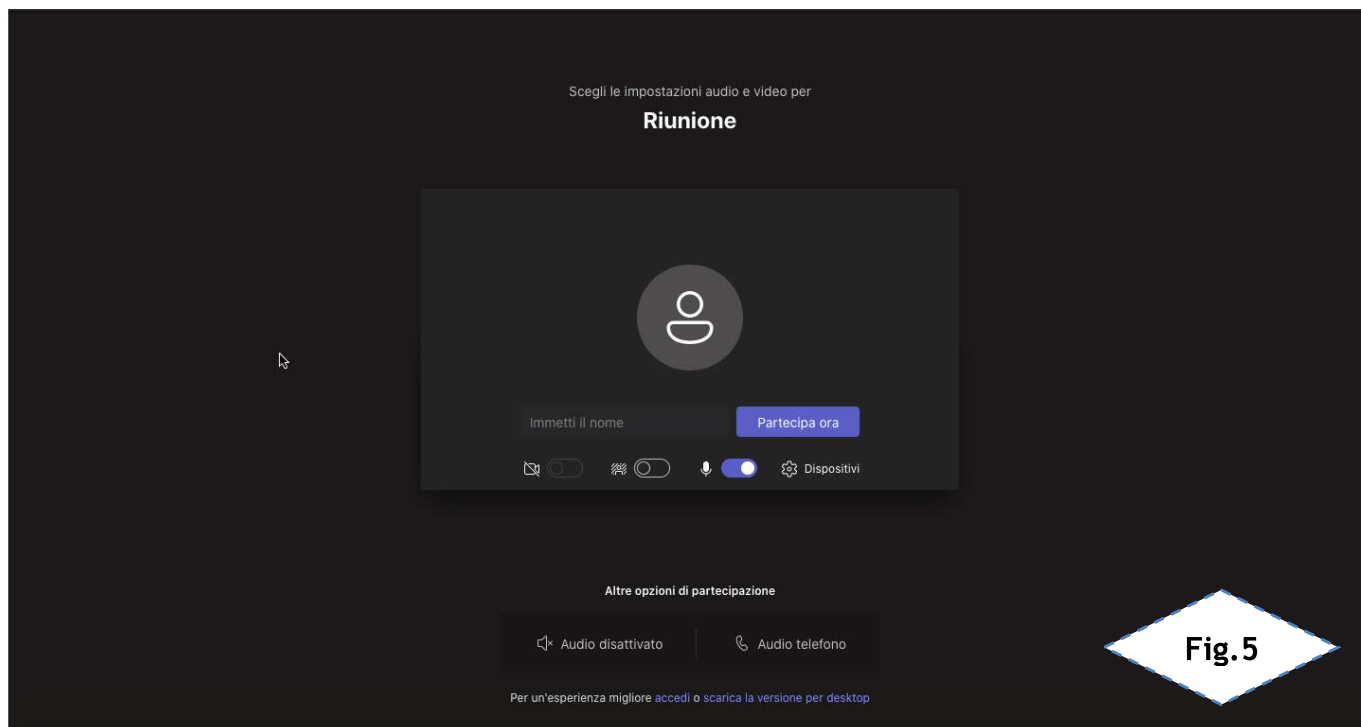 Scegli le impostazioni audio e video per
Riunione
Immetti il nome
Partecipa ora
Dispositivi
Altre opzioni di partecipazione
Audio disattivato
Audio telefono
Per un'esperienza migliore accedi o scarica la versione per desktop
Fig.5